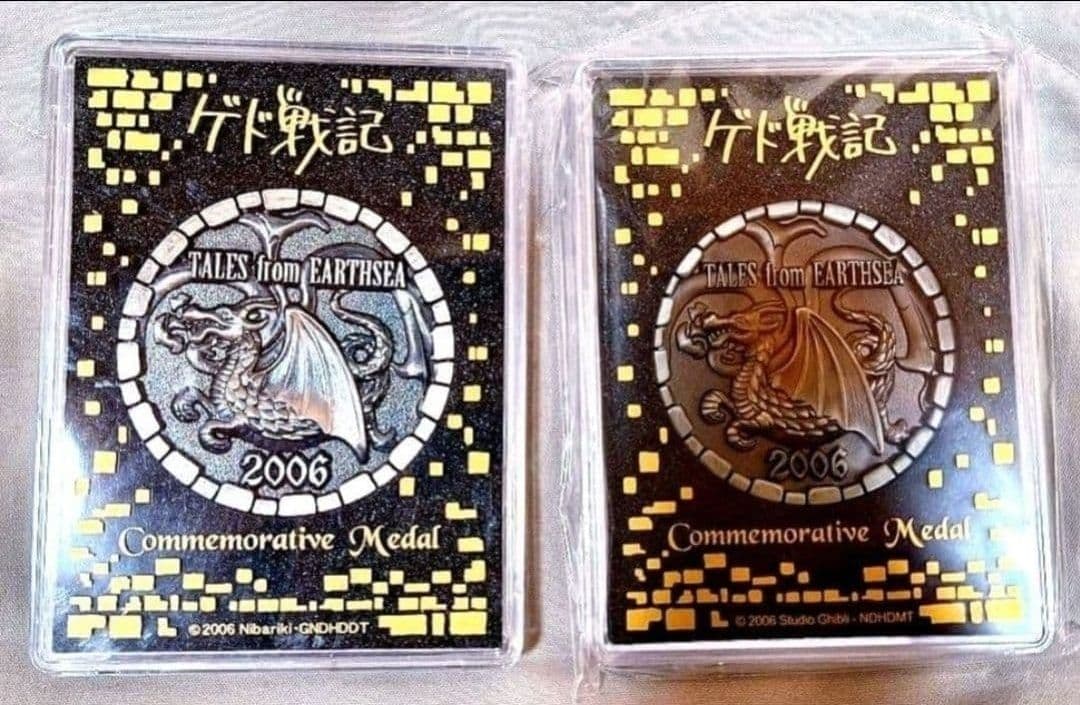 ゲド戦記
TALES from EARTHSEA
2006
Commemorative Medal
©2006 Nibariki・GNDHDDT
ゲド戦記
TALES from EARTHSEA
2006
Commemorative Medal
© 2006 Studio Ghibli - NDHDMT